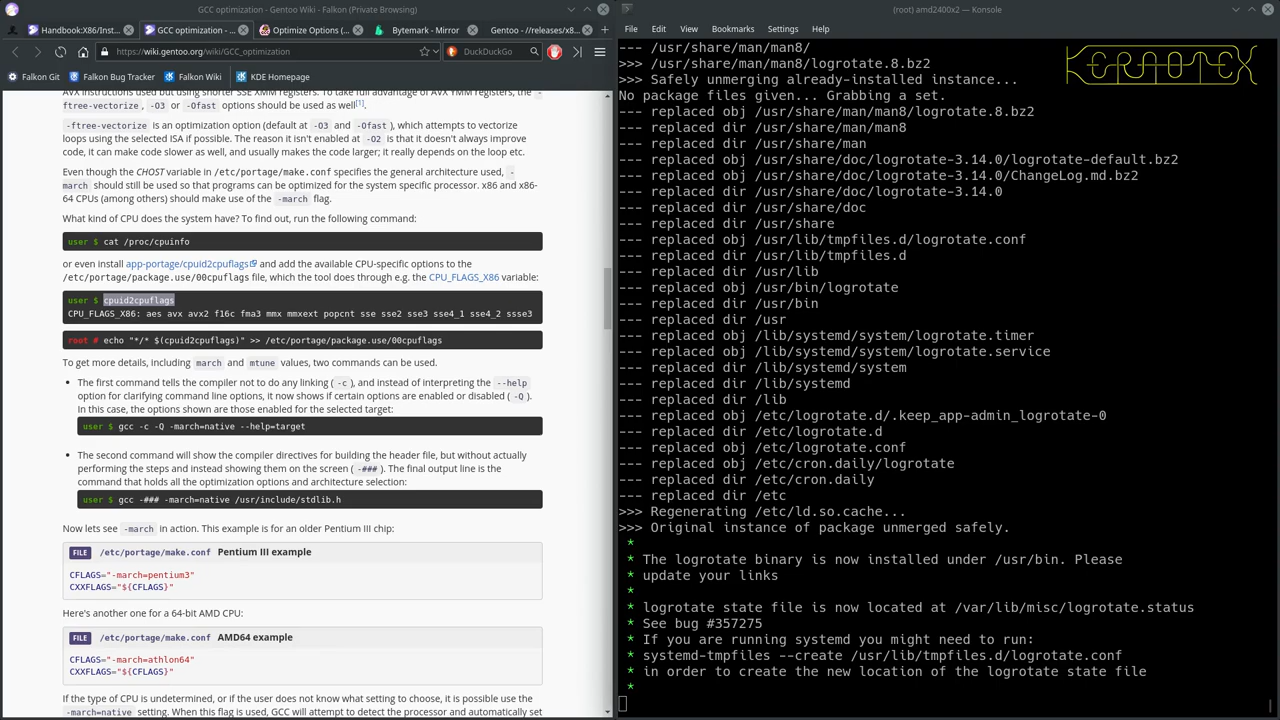 GCC optimization - Gentoo Wiki - Falkon (Private Browsing)
Handbook:X86/Inst...
GCC optimization - ...
Optimize Options (...
Bytemark - Mirror
Gentoo - /releases/x8...
https://wiki.gentoo.org/wiki/GCC_optimization
DuckDuckGo
Falkon Git
Falkon Bug Tracker
Falkon Wiki
KDE Homepage
AVX instructions used but using shorter SSE XMM registers. To take full advantage of AVX YMM registers, the -
ftree-vectorize, -O3 or -Ofast options should be used as well[1].
-ftree-vectorize is an optimization option (default at -O3 and -Ofast), which attempts to vectorize
loops using the selected ISA if possible. The reason it isn't enabled at -O2 is that it doesn't always improve
code, it can make code slower as well, and usually makes the code larger; it really depends on the loop etc.
Even though the CHOST variable in /etc/portage/make.conf specifies the general architecture used, -
march should still be used so that programs can be optimized for the system specific processor. x86 and x86-
64 CPUs (among others) should make use of the -march flag.
What kind of CPU does the system have? To find out, run the following command:
user $ cat /proc/cpuinfo
or even install app-portage/cpuid2cpuflags and add the available CPU-specific options to the
/etc/portage/package.use/00cpuflags file, which the tool does through e.g. the CPU_FLAGS_X86 variable:
user $ cpuid2cpuflags
CPU_FLAGS_X86: aes avx avx2 f16c fma3 mmx mmxext popcnt sse sse2 sse3 sse4_1 sse4_2 ssse3
root # echo "*/* $(cpuid2cpuflags)" >> /etc/portage/package.use/00cpuflags
To get more details, including march and mtune values, two commands can be used.
The first command tells the compiler not to do any linking (-c), and instead of interpreting the --help
option for clarifying command line options, it now shows if certain options are enabled or disabled (-Q).
In this case, the options shown are those enabled for the selected target:
user $ gcc -c -Q -march=native --help=target
The second command will show the compiler directives for building the header file, but without actually
performing the steps and instead showing them on the screen (-###). The final output line is the
command that holds all the optimization options and architecture selection:
user $ gcc -### -march=native /usr/include/stdlib.h
Now lets see -march in action. This example is for an older Pentium III chip:
FILE /etc/portage/make.conf Pentium III example
CFLAGS="-march=pentium3"
CXXFLAGS="${CFLAGS}"
Here's another one for a 64-bit AMD CPU:
FILE /etc/portage/make.conf AMD64 example
CFLAGS="-march=athlon64"
CXXFLAGS="${CFLAGS}"
If the type of CPU is undetermined, or if the user does not know what setting to choose, it is possible use the
-march=native setting. When this flag is used, GCC will attempt to detect the processor and automatically set
(root) amd2400x2 — Konsole
File Edit View Bookmarks Settings Help
KERAOTEX
--- /usr/share/man/man8/
>>> /usr/share/man/man8/logrotate.8.bz2
>>> Safely unmerging already-installed instance...
No package files given... Grabbing a set.
--- replaced obj /usr/share/man/man8/logrotate.8.bz2
--- replaced dir /usr/share/man/man8
--- replaced dir /usr/share/man
--- replaced obj /usr/share/doc/logrotate-3.14.0/logrotate-default.bz2
--- replaced obj /usr/share/doc/logrotate-3.14.0/ChangeLog.md.bz2
--- replaced dir /usr/share/doc/logrotate-3.14.0
--- replaced dir /usr/share/doc
--- replaced dir /usr/share
--- replaced obj /usr/lib/tmpfiles.d/logrotate.conf
--- replaced dir /usr/lib/tmpfiles.d
--- replaced dir /usr/lib
--- replaced obj /usr/bin/logrotate
--- replaced dir /usr/bin
--- replaced dir /usr
--- replaced obj /lib/systemd/system/logrotate.timer
--- replaced obj /lib/systemd/system/logrotate.service
--- replaced dir /lib/systemd/system
--- replaced dir /lib/systemd
--- replaced dir /lib
--- replaced obj /etc/logrotate.d/.keep_app-admin_logrotate-0
--- replaced dir /etc/logrotate.d
--- replaced obj /etc/logrotate.conf
--- replaced obj /etc/cron.daily/logrotate
--- replaced dir /etc/cron.daily
--- replaced dir /etc
>>> Regenerating /etc/ld.so.cache...
>>> Original instance of package unmerged safely.
*
* The logrotate binary is now installed under /usr/bin. Please
* update your links
*
* logrotate state file is now located at /var/lib/misc/logrotate.status
* See bug #357275
* If you are running systemd you might need to run:
* systemd-tmpfiles --create /usr/lib/tmpfiles.d/logrotate.conf
* in order to create the new location of the logrotate state file
*